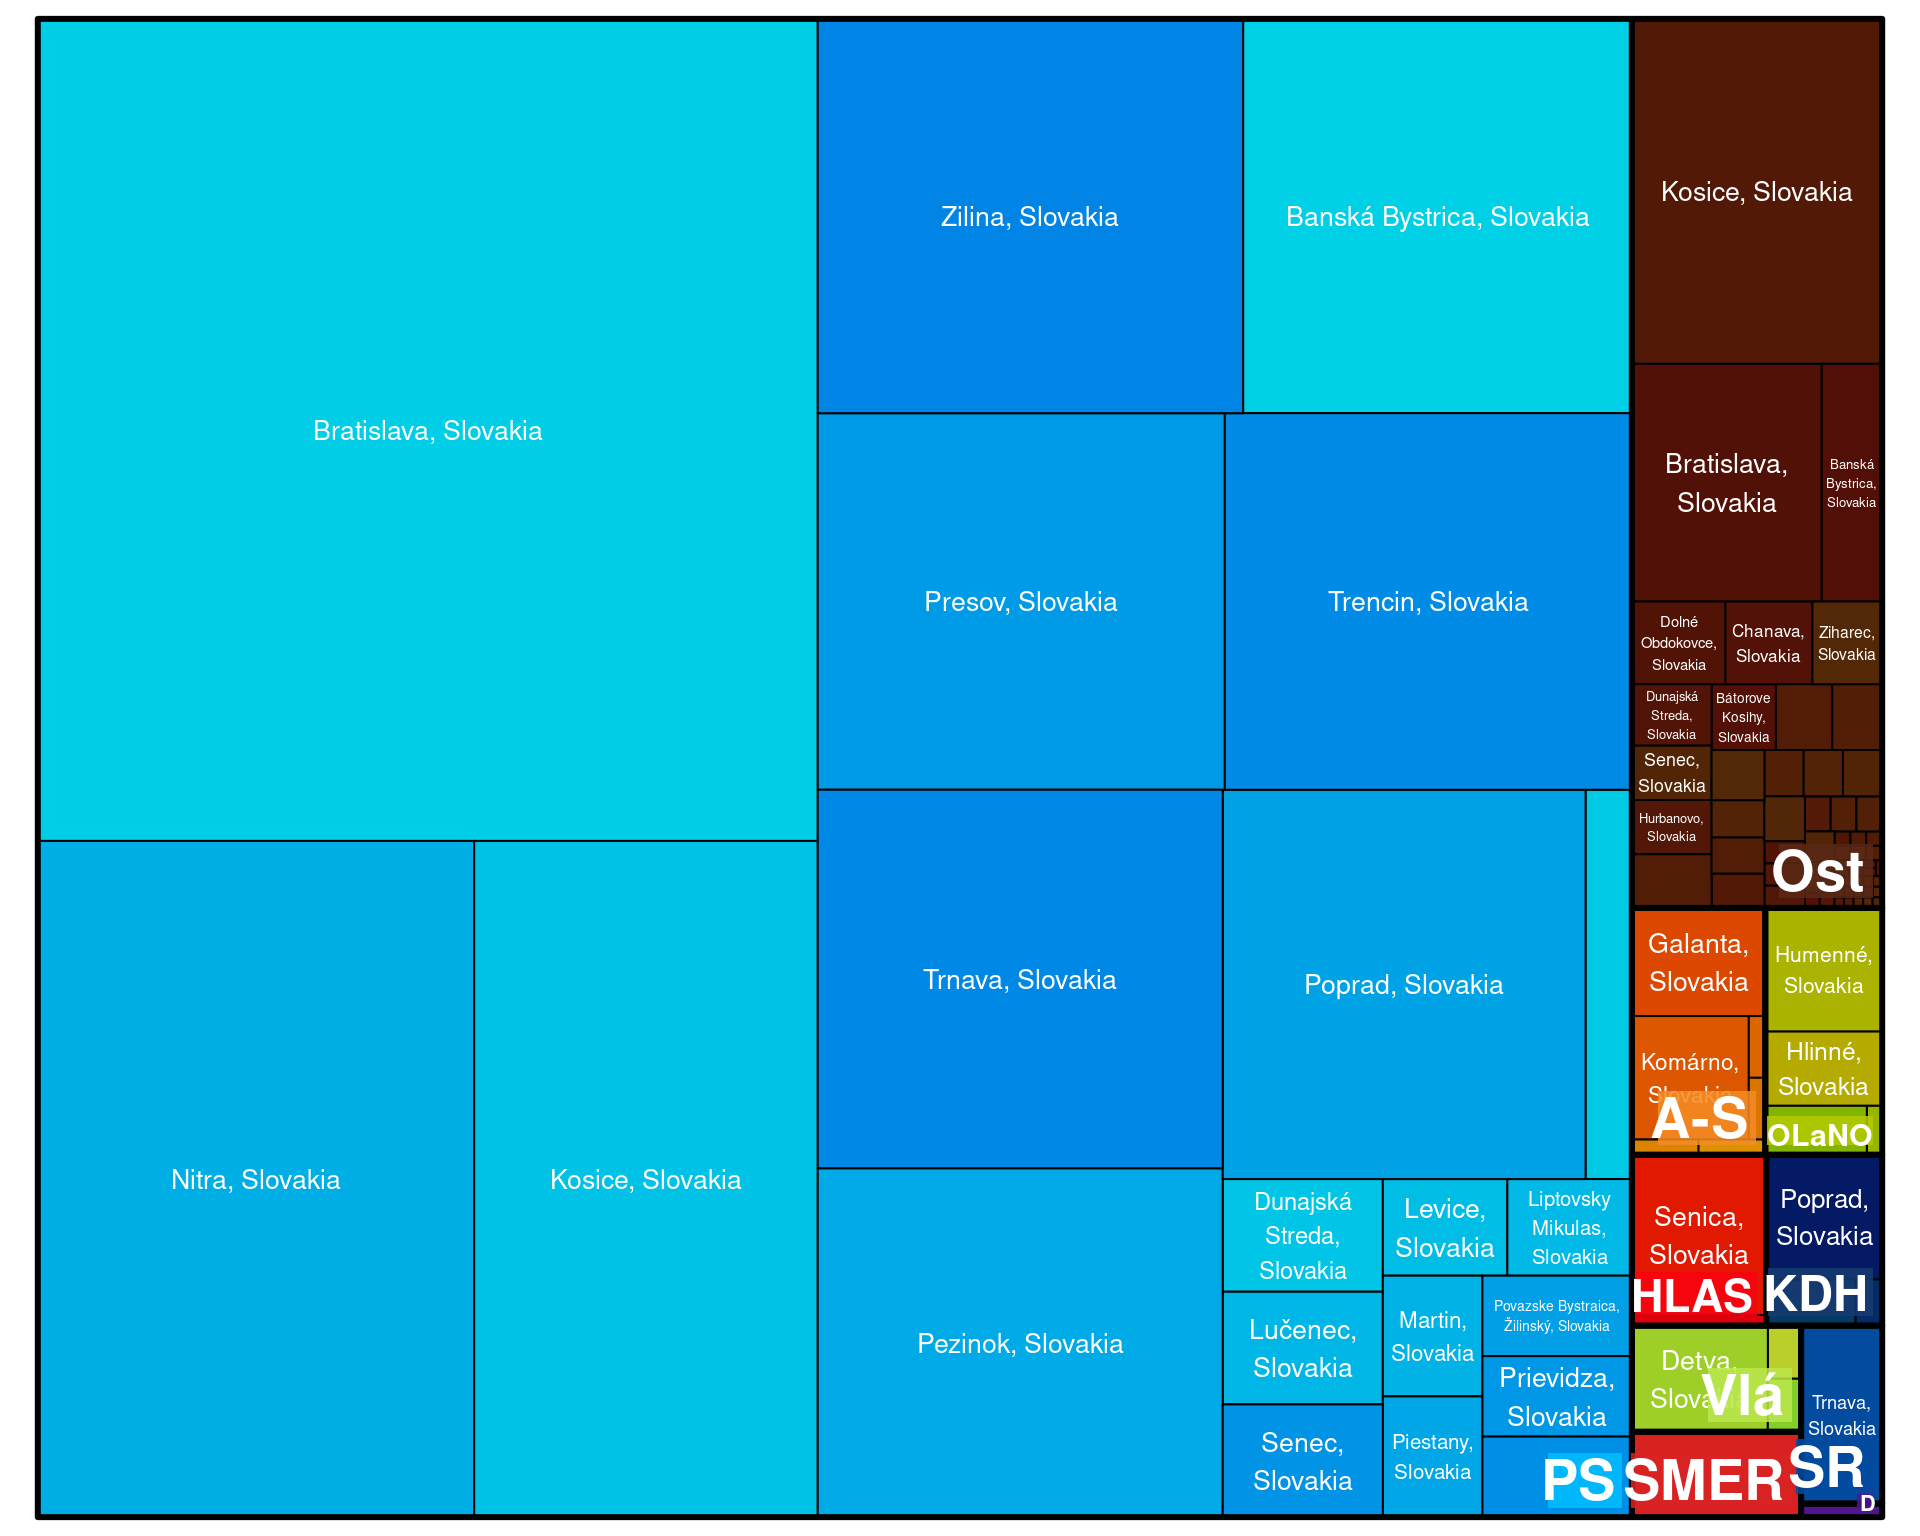 Bratislava, Slovakia
Nitra, Slovakia
Kosice, Slovakia
Zilina, Slovakia
Banská Bystrica, Slovakia
Presov, Slovakia
Trencin, Slovakia
Trnava, Slovakia
Poprad, Slovakia
Pezinok, Slovakia
Dunajská
Streda,
Slovakia
Levice,
Slovakia
Liptovsky
Mikulas,
Slovakia
Lučenec,
Slovakia
Martin,
Slovakia
Povazske Bystraica,
Žilinský, Slovakia
Prievidza,
Slovakia
Senec,
Slovakia
Piestany,
Slovakia
PS
Kosice, Slovakia
Bratislava,
Slovakia
Banská
Bystrica,
Slovakia
Dolné
Obdokovce,
Slovakia
Chanava,
Slovakia
Ziharec,
Slovakia
Dunajská
Streda,
Slovakia
Bátorove
Kosihy,
Slovakia
Senec,
Slovakia
Hurbanovo,
Slovakia
Ost
Galanta,
Slovakia
Komárno,
Slovakia
A-S
Humenné,
Slovakia
Hlinné,
Slovakia
OLaNO
Senica,
Slovakia
HLAS
Poprad,
Slovakia
KDH
Detva,
Slovakia
Vlá
Trnava,
Slovakia
SR
SMER
D